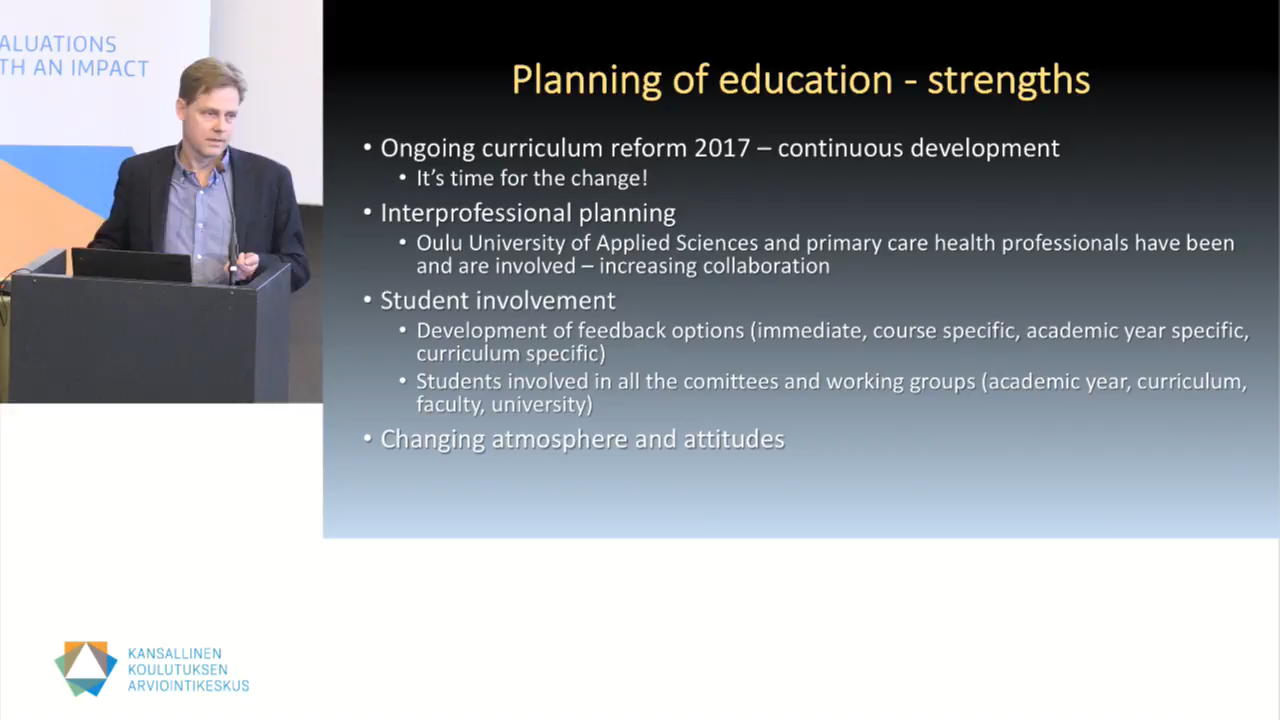 ALUATIONS
TH AN IMPACT
Planning of education - strengths
• Ongoing curriculum reform 2017 – continuous development
• It's time for the change!
• Interprofessional planning
• Oulu University of Applied Sciences and primary care health professionals have been
and are involved – increasing collaboration
• Student involvement
• Development of feedback options (immediate, course specific, academic year specific,
curriculum specific)
• Students involved in all the comittees and working groups (academic year, curriculum,
faculty, university)
• Changing atmosphere and attitudes
KANSALLINEN
KOULUTUKSEN
ARVIOINTIKESKUS